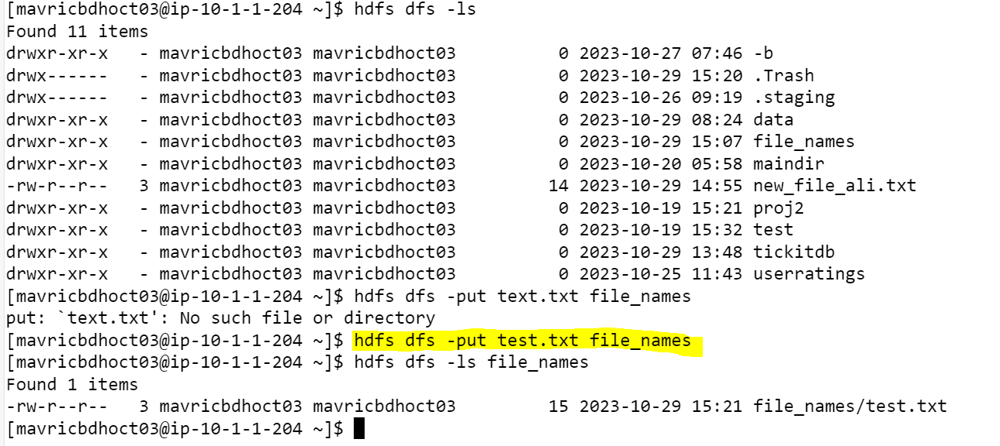 [mavricbdhoct03@ip-10-1-1-204 ~]$ hdfs dfs -ls
Found 11 items
drwxr-xr-x   - mavricbdhoct03 mavricbdhoct03          0 2023-10-27 07:46 -b
drwx------   - mavricbdhoct03 mavricbdhoct03          0 2023-10-29 15:20 .Trash
drwx------   - mavricbdhoct03 mavricbdhoct03          0 2023-10-26 09:19 .staging
drwxr-xr-x   - mavricbdhoct03 mavricbdhoct03          0 2023-10-29 08:24 data
drwxr-xr-x   - mavricbdhoct03 mavricbdhoct03          0 2023-10-29 15:07 file_names
drwxr-xr-x   - mavricbdhoct03 mavricbdhoct03          0 2023-10-20 05:58 maindir
-rw-r--r--   3 mavricbdhoct03 mavricbdhoct03         14 2023-10-29 14:55 new_file_ali.txt
drwxr-xr-x   - mavricbdhoct03 mavricbdhoct03          0 2023-10-19 15:21 proj2
drwxr-xr-x   - mavricbdhoct03 mavricbdhoct03          0 2023-10-19 15:32 test
drwxr-xr-x   - mavricbdhoct03 mavricbdhoct03          0 2023-10-29 13:48 tickitdb
drwxr-xr-x   - mavricbdhoct03 mavricbdhoct03          0 2023-10-25 11:43 userratings
[mavricbdhoct03@ip-10-1-1-204 ~]$ hdfs dfs -put text.txt file_names
put: `text.txt': No such file or directory
[mavricbdhoct03@ip-10-1-1-204 ~]$ hdfs dfs -put test.txt file_names
[mavricbdhoct03@ip-10-1-1-204 ~]$ hdfs dfs -ls file_names
Found 1 items
-rw-r--r--   3 mavricbdhoct03 mavricbdhoct03         15 2023-10-29 15:21 file_names/test.txt
[mavricbdhoct03@ip-10-1-1-204 ~]$